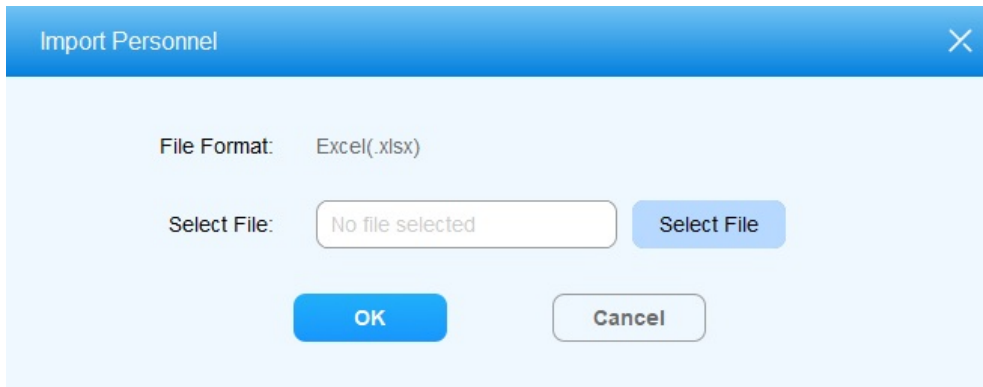 Import Personnel
File Format: Excel(.xlsx)
Select File: No file selected Select File
OK Cancel